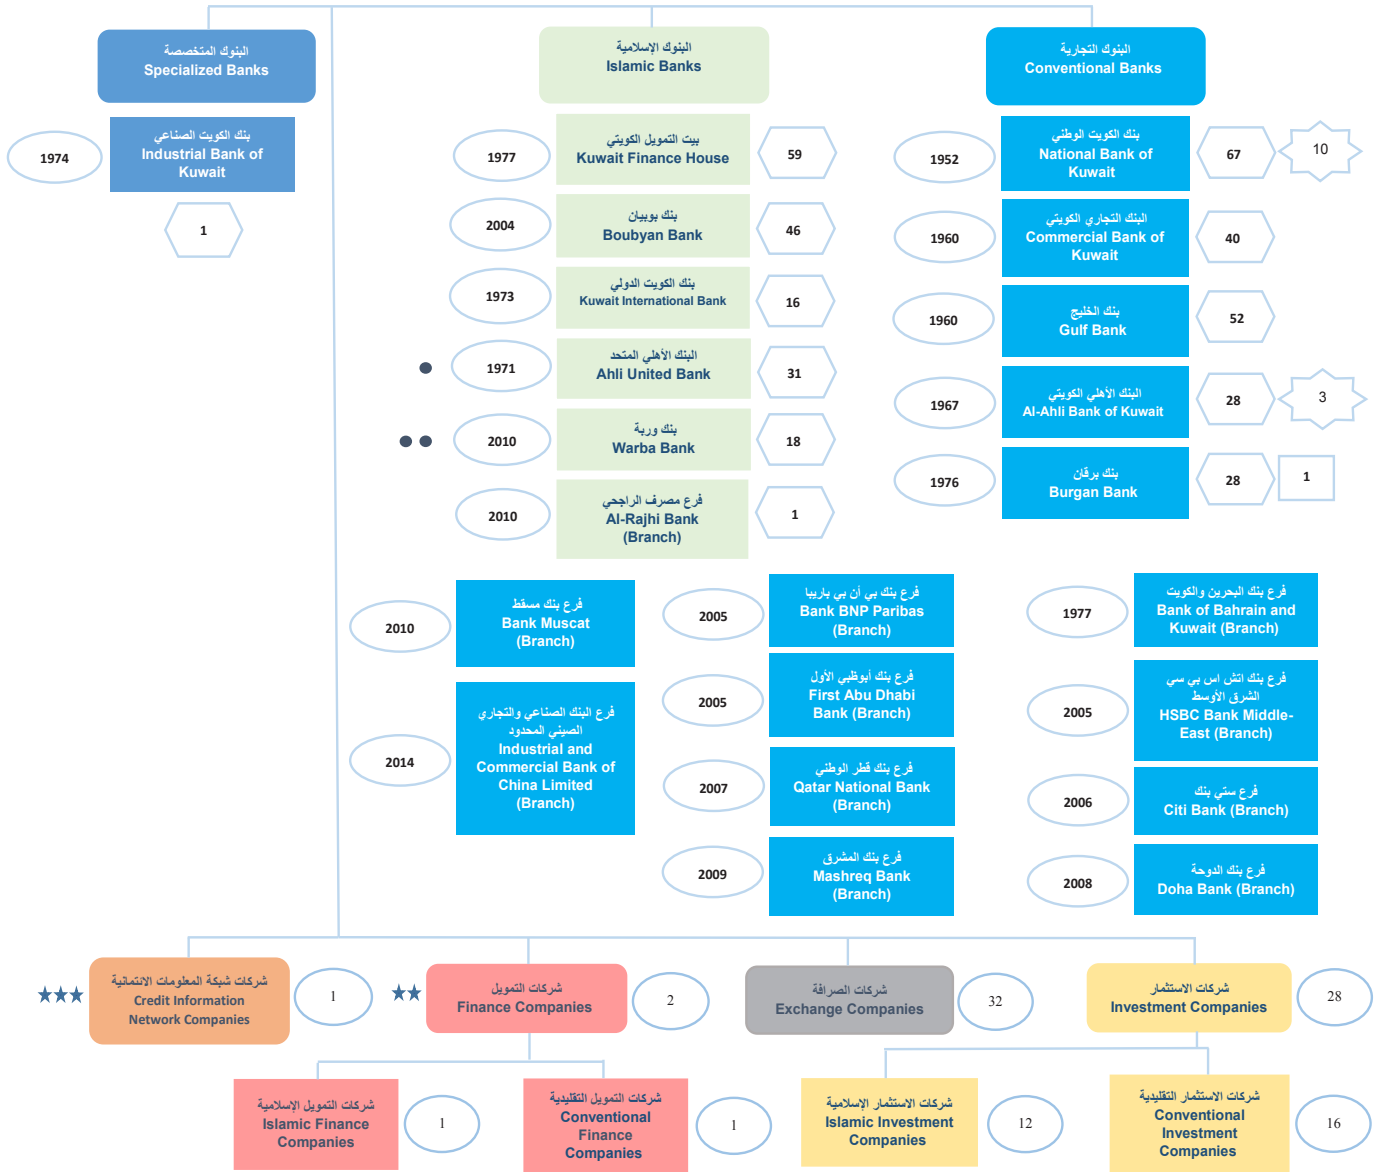 البنوك المتخصصة
Specialized Banks
البنوك الإسلامية
Islamic Banks
البنوك التجارية
Conventional Banks
1974
بنك الكويت الصناعي
Industrial Bank of
Kuwait
1
1977
بيت التمويل الكويتي
Kuwait Finance House
59
2004
بنك بوبيان
Boubyan Bank
46
1973
بنك الكويت الدولي
Kuwait International Bank
16
1971
البنك الأهلي المتحد
Ahli United Bank
31
2010
بنك وربة
Warba Bank
18
2010
فرع مصرف الراجحي
Al-Rajhi Bank
(Branch)
1
1952
بنك الكويت الوطني
National Bank of
Kuwait
67
10
1960
البنك التجاري الكويتي
Commercial Bank of
Kuwait
40
1960
بنك الخليج
Gulf Bank
52
1967
البنك الأهلي الكويتي
Al-Ahli Bank of Kuwait
28
3
1976
بنك برقان
Burgan Bank
28
1
2010
فرع بنك مسقط
Bank Muscat
(Branch)
2014
فرع البنك الصناعي والتجاري
الصيني المحدود
Industrial and
Commercial Bank of
China Limited
(Branch)
2005
فرع بنك بي أن بي باريبا
Bank BNP Paribas
(Branch)
2005
فرع بنك أبوظبي الأول
First Abu Dhabi
Bank (Branch)
2007
فرع بنك قطر الوطني
Qatar National Bank
(Branch)
2009
فرع بنك المشرق
Mashreq Bank
(Branch)
1977
فرع بنك البحرين والكويت
Bank of Bahrain and
Kuwait (Branch)
2005
فرع بنك اتش اس بي سي
الشرق الأوسط
HSBC Bank Middle-
East (Branch)
2006
فرع ستي بنك
Citi Bank (Branch)
2008
فرع بنك الدوحة
Doha Bank (Branch)
★★★
شركات شبكة المعلومات الائتمانية
Credit Information
Network Companies
1
★★
شركات التمويل
Finance Companies
2
شركات الصرافة
Exchange Companies
32
شركات الاستثمار
Investment Companies
28
شركات التمويل الإسلامية
Islamic Finance
Companies
1
شركات التمويل التقليدية
Conventional
Finance
Companies
1
شركات الاستثمار الإسلامية
Islamic Investment
Companies
12
شركات الاستثمار التقليدية
Conventional
Investment
Companies
16